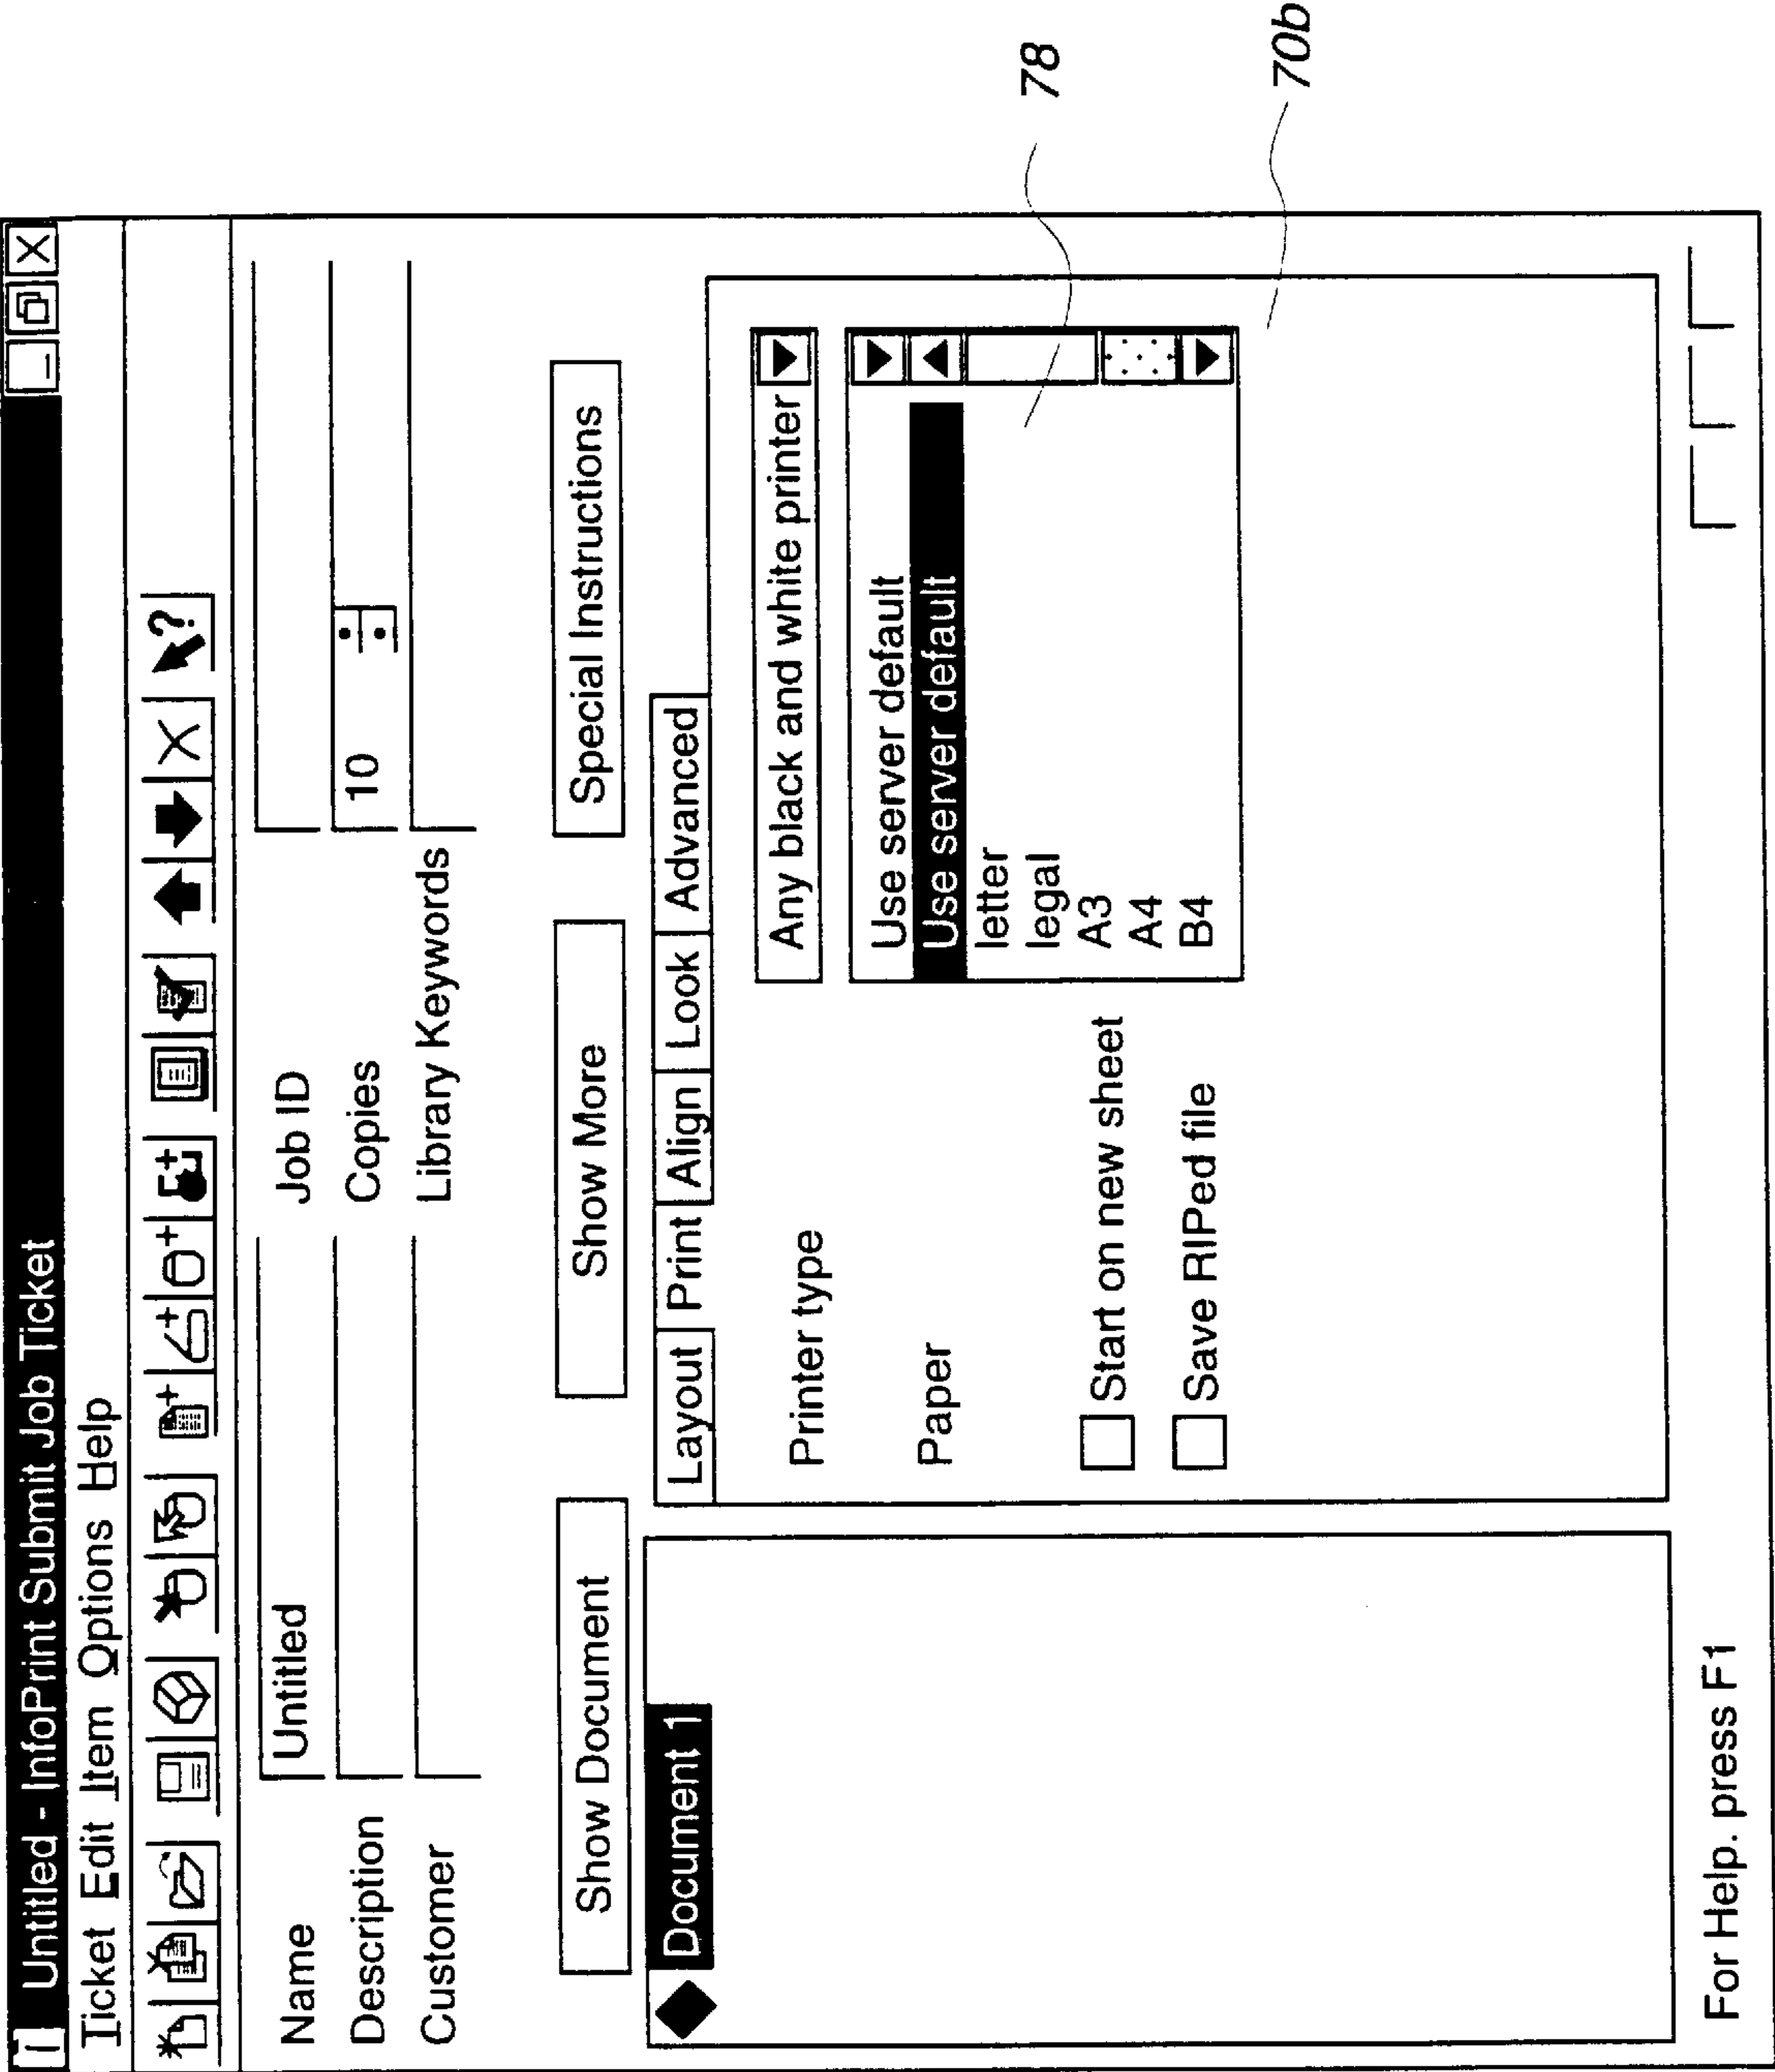 Untitled - InfoPrint Submit Job Ticket
Ticket Edit Item Options Help
Name Untitled Job ID
Description Copies 10
Customer Library Keywords
Show Document Show More Special Instructions
Document 1 Layout Print Align Look Advanced
Printer type Any black and white printer
Paper Use server default
Use server default
letter
legal
A3
A4
B4
Start on new sheet
Save RIPed file
For Help. press F1
78
70b